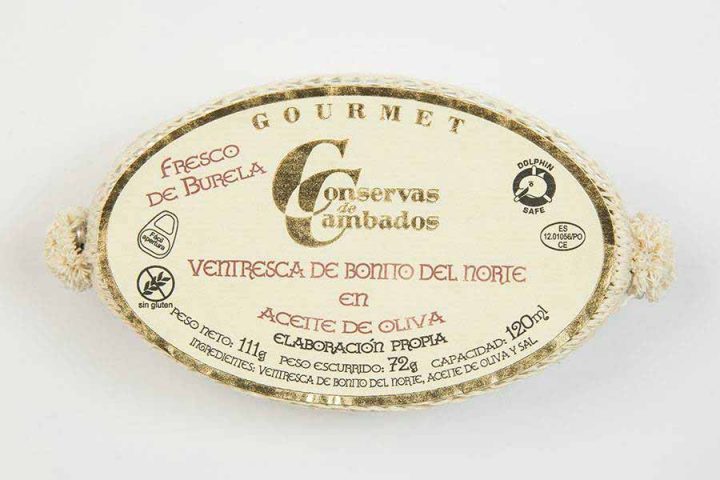 GOURMET
FRESCO
DE BURELA
Conservas
de
Cambados
DOLPHIN
SAFE
Fácil
apertura
ES
12.01056/PO
CE
sin gluten
VENTRESCA DE BONITO DEL NORTE
EN
ACEITE DE OLIVA
ELABORACIÓN PROPIA
PESO NETO: 111g PESO ESCURRIDO: 72g CAPACIDAD: 120ml
INGREDIENTES: VENTRESCA DE BONITO DEL NORTE, ACEITE DE OLIVA Y SAL